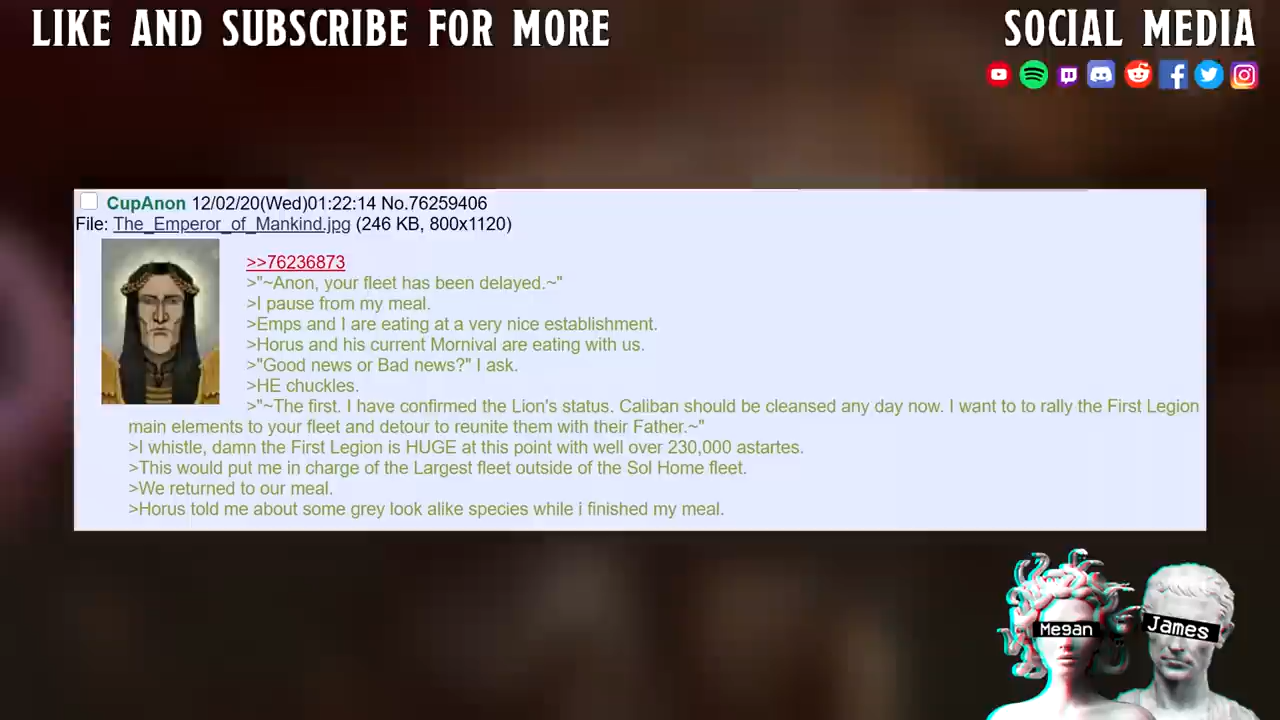 LIKE AND SUBSCRIBE FOR MORE
SOCIAL MEDIA
CupAnon 12/02/20(Wed)01:22:14 No.76259406
File: The_Emperor_of_Mankind.jpg (246 KB, 800x1120)
>>76236873
>"~Anon, your fleet has been delayed.~"
>I pause from my meal.
>Emps and I are eating at a very nice establishment.
>Horus and his current Mornival are eating with us.
>"Good news or Bad news?" I ask.
>HE chuckles.
>"~The first. I have confirmed the Lion's status. Caliban should be cleansed any day now. I want to to rally the First Legion
main elements to your fleet and detour to reunite them with their Father.~"
>I whistle, damn the First Legion is HUGE at this point with well over 230,000 astartes.
>This would put me in charge of the Largest fleet outside of the Sol Home fleet.
>We returned to our meal.
>Horus told me about some grey look alike species while i finished my meal.
Megan
James